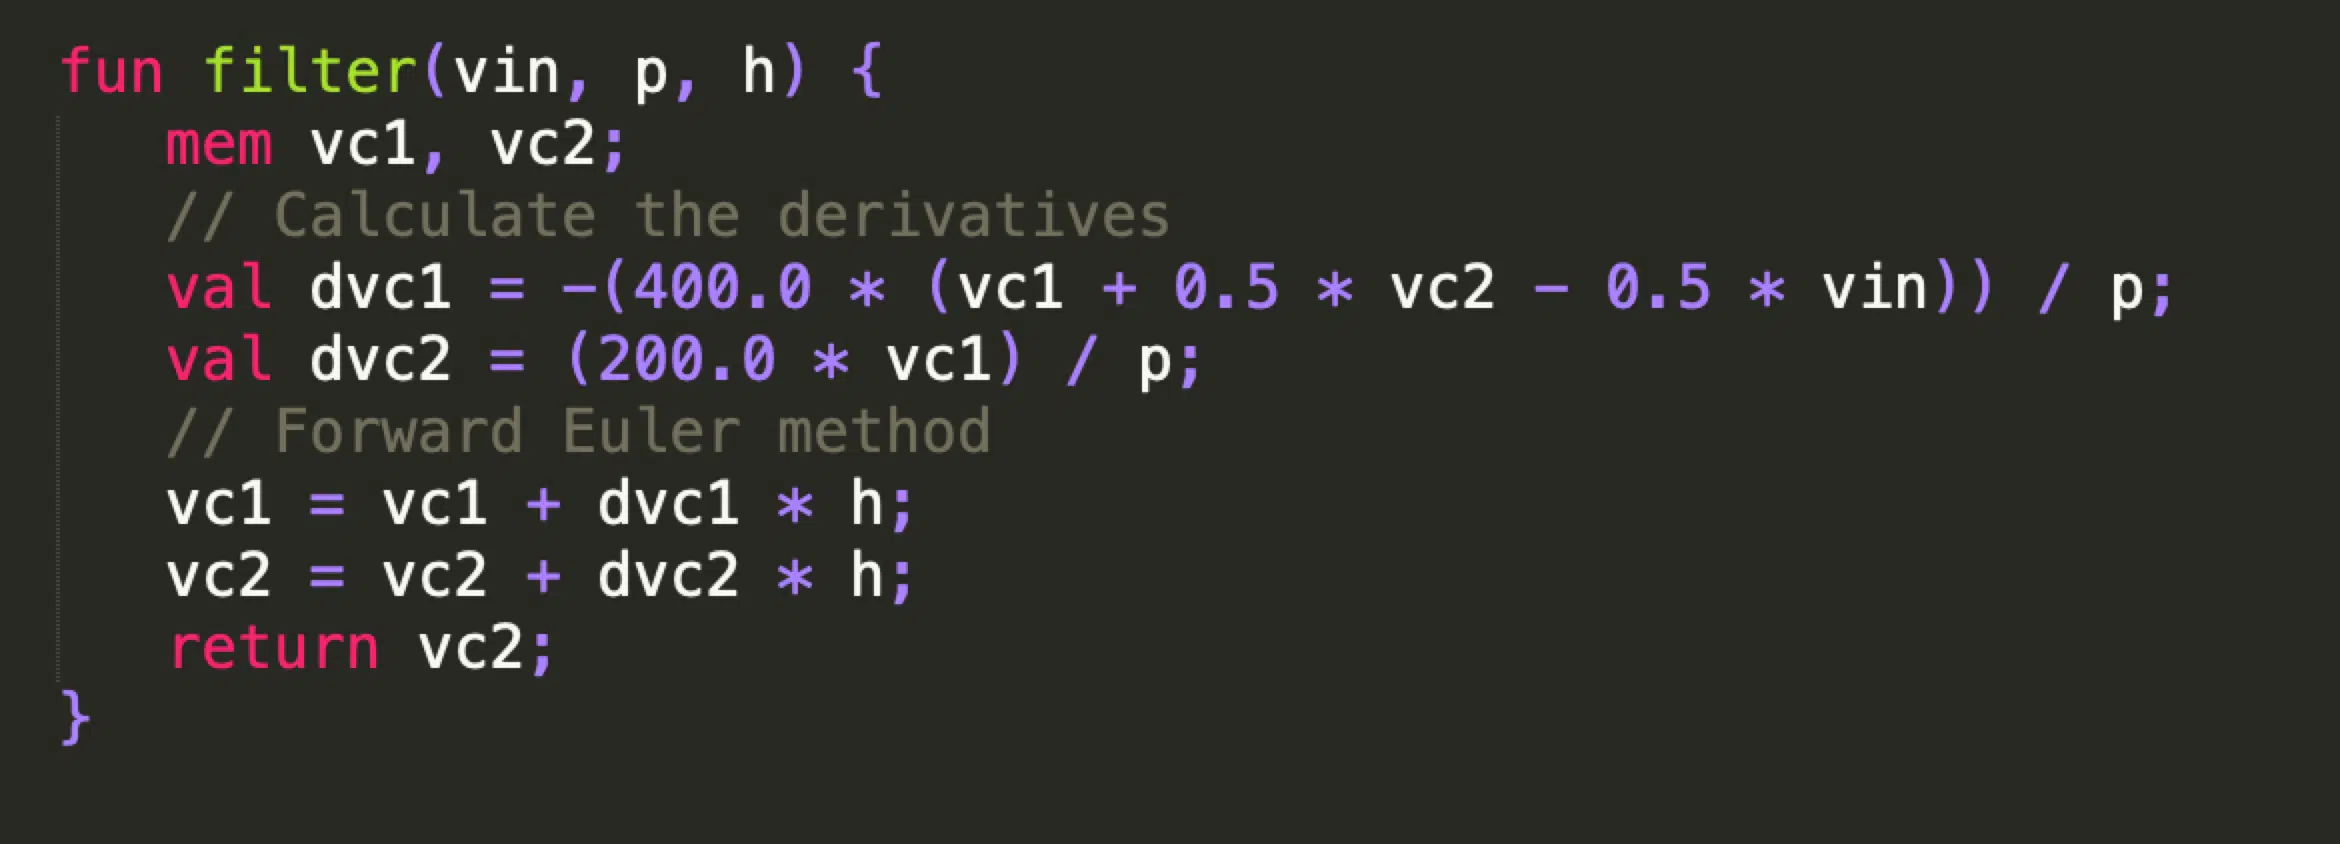 fun filter(vin, p, h) {
mem vc1, vc2;
// Calculate the derivatives
val dvc1 = -(400.0 * (vc1 + 0.5 * vc2 - 0.5 * vin)) / p;
val dvc2 = (200.0 * vc1) / p;
// Forward Euler method
vc1 = vc1 + dvc1 * h;
vc2 = vc2 + dvc2 * h;
return vc2;
}